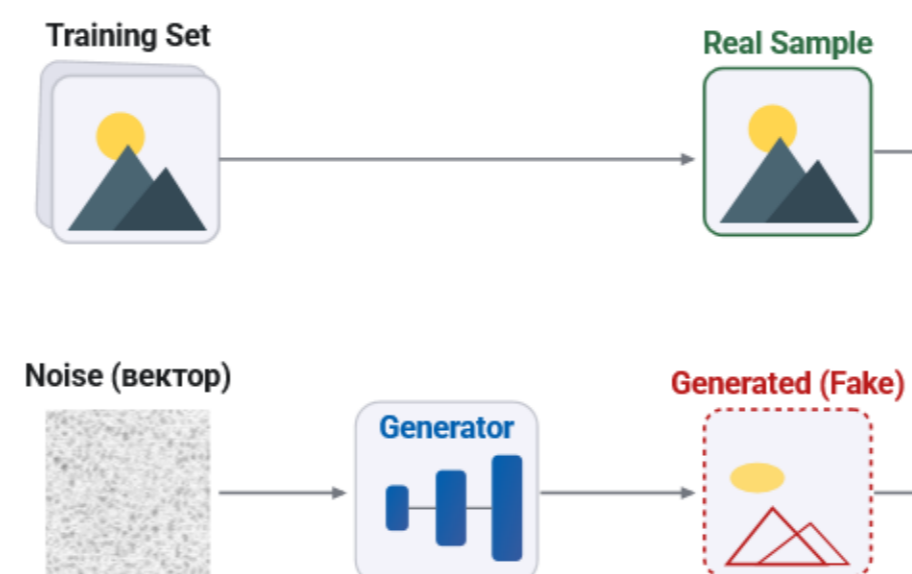 Training Set
Real Sample
Noise (вектор)
Generator
Generated (Fake)